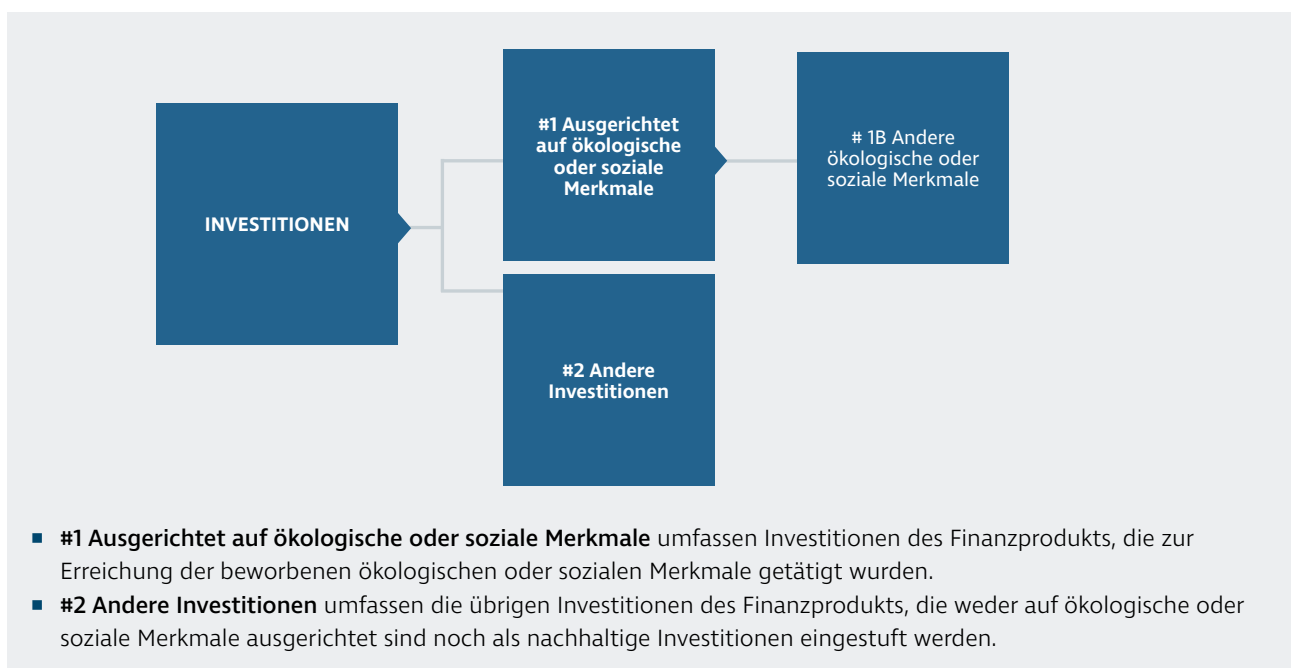 INVESTITIONEN
#1 Ausgerichtet
auf ökologische
oder soziale
Merkmale
# 1B Andere
ökologische oder
soziale Merkmale
#2 Andere
Investitionen
▪ #1 Ausgerichtet auf ökologische oder soziale Merkmale umfassen Investitionen des Finanzprodukts, die zur
Erreichung der beworbenen ökologischen oder sozialen Merkmale getätigt wurden.
▪ #2 Andere Investitionen umfassen die übrigen Investitionen des Finanzprodukts, die weder auf ökologische oder
soziale Merkmale ausgerichtet sind noch als nachhaltige Investitionen eingestuft werden.